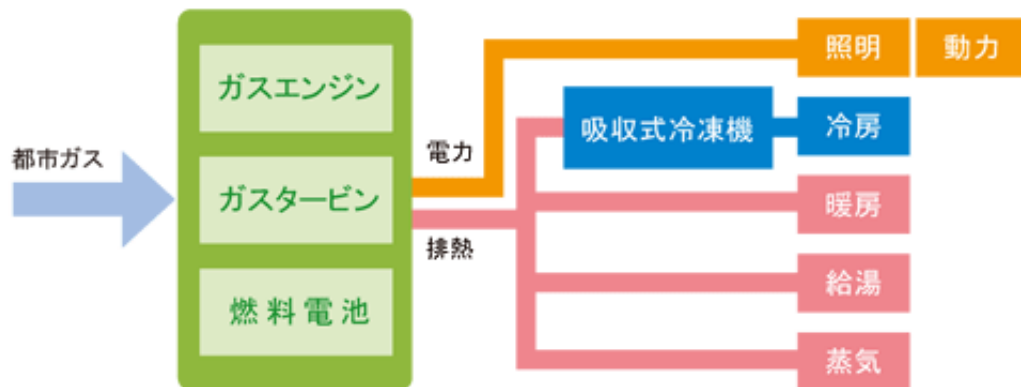 都市ガス
ガスエンジン
ガスタービン
燃料電池
電力
排熱
照明
動力
吸収式冷凍機
冷房
暖房
給湯
蒸気